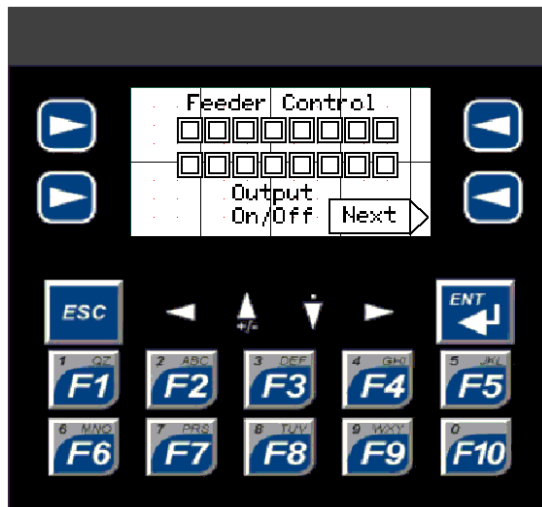 Feeder Control
Output
On/Off
Next
ESC
+/-
ENT
1 QZ F1
2 ABC F2
3 DEF F3
4 GHI F4
5 JKL F5
6 MNO F6
7 PRS F7
8 TUV F8
9 WXY F9
0 F10